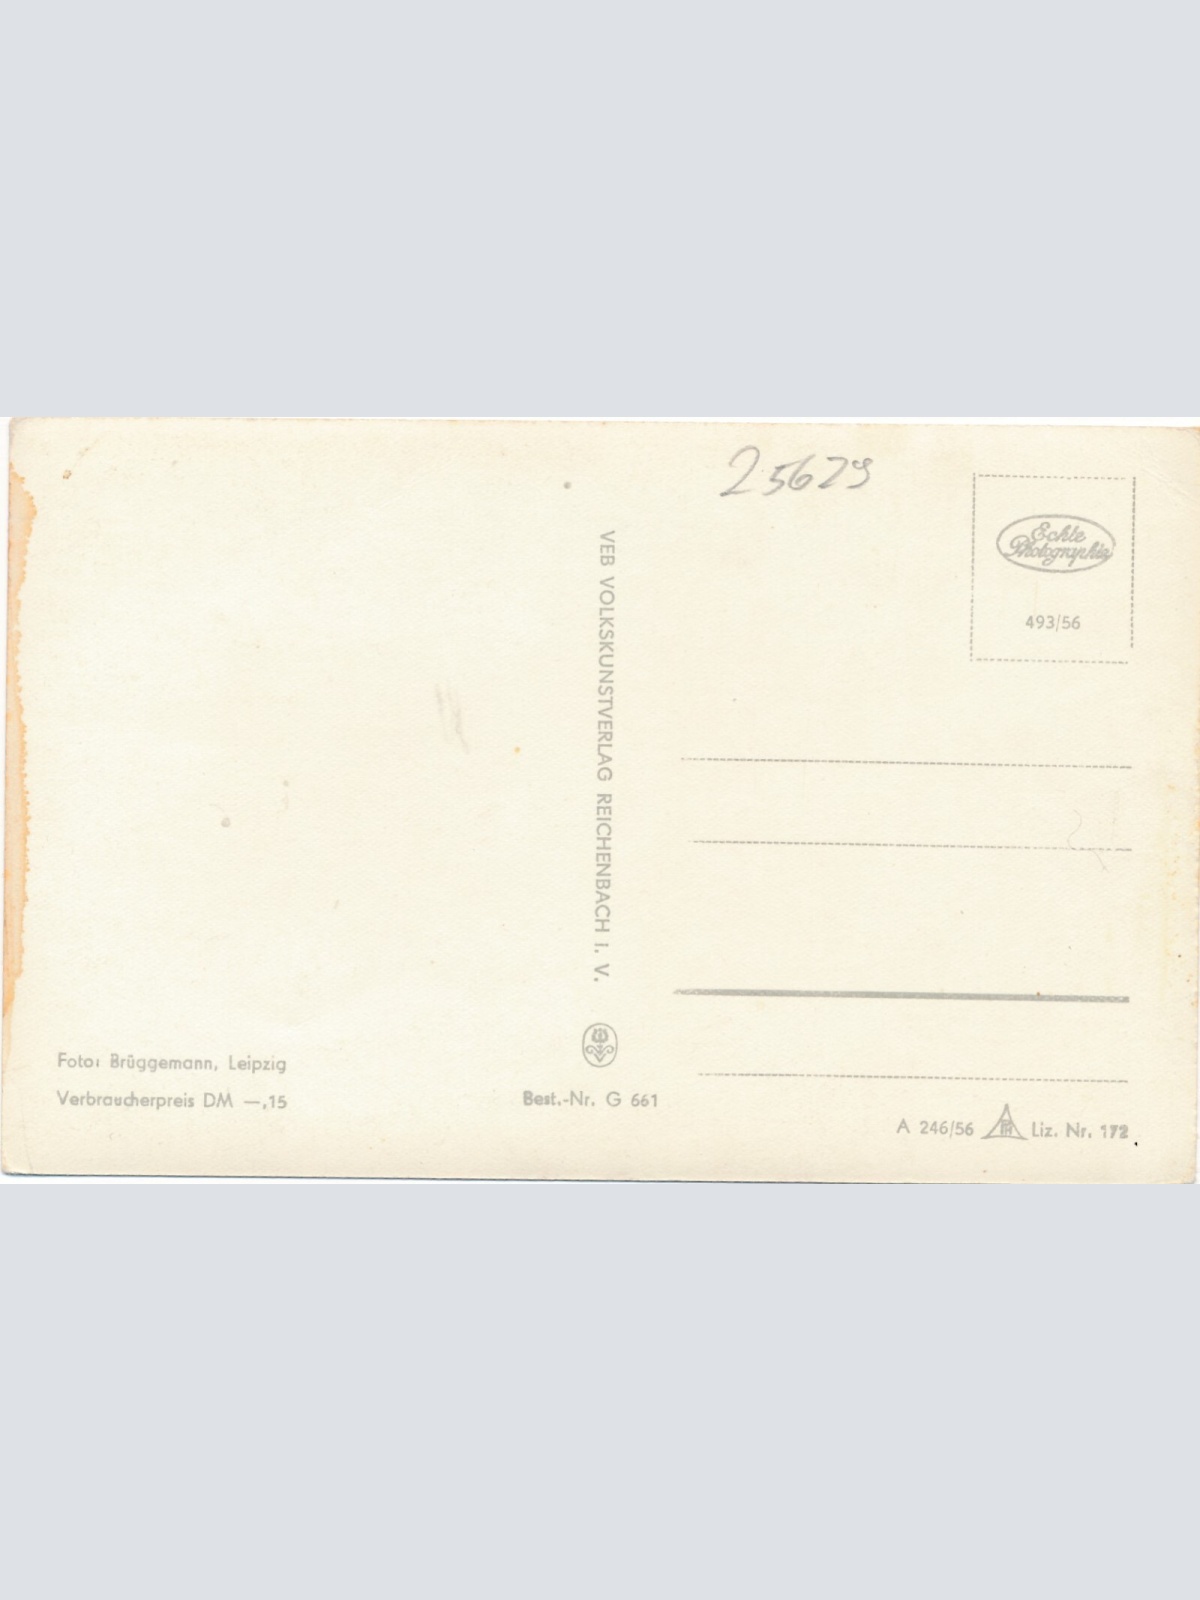 25629
Echte
Photographie
493/56
VEB VOLKSKUNSTVERLAG REICHENBACH i. V.
Foto: Brüggemann, Leipzig
Verbraucherpreis DM —,15
Best.-Nr. G 661
A 246/56 Liz. Nr. 172